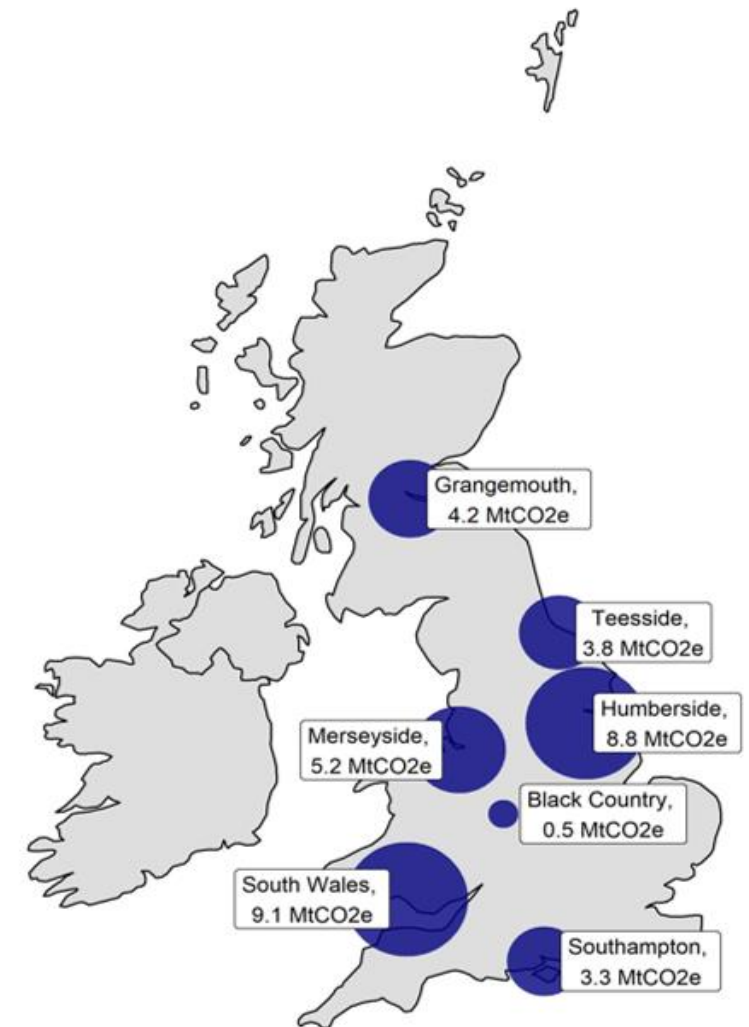 Grangemouth,
4.2 MtCO2e
Teesside,
3.8 MtCO2e
Humberside,
8.8 MtCO2e
Merseyside,
5.2 MtCO2e
Black Country,
0.5 MtCO2e
South Wales,
9.1 MtCO2e
Southampton,
3.3 MtCO2e